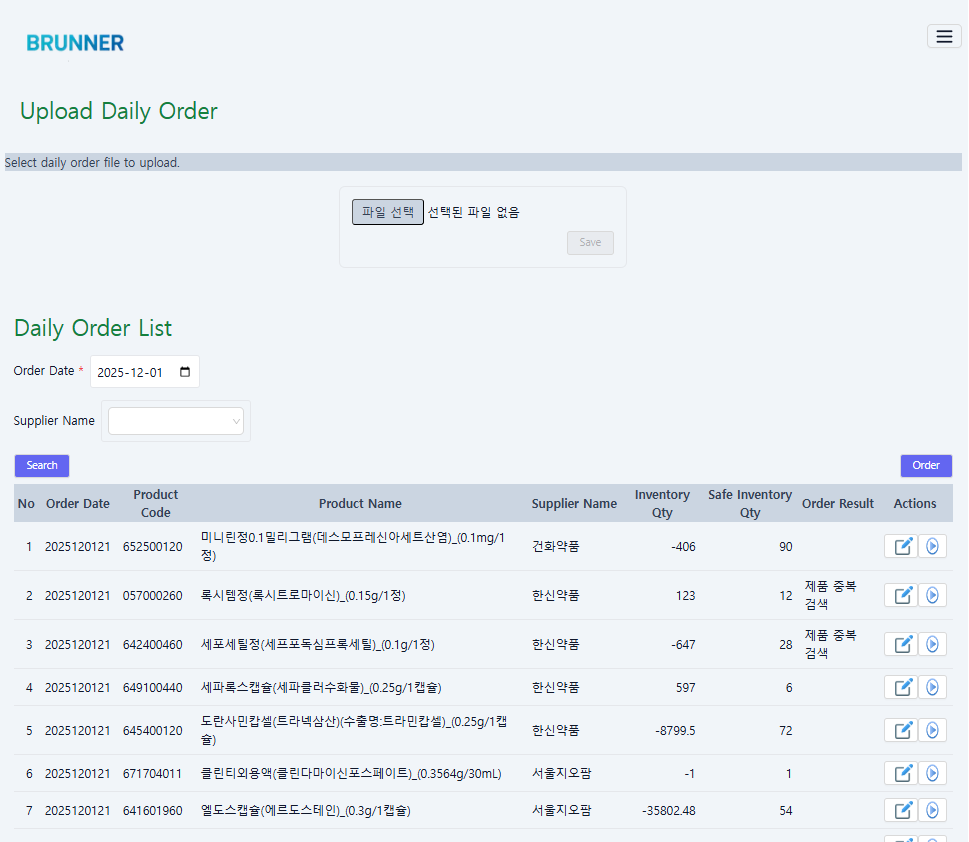 BRUNNER
Upload Daily Order
Select daily order file to upload.
파일 선택 선택된 파일 없음
Save
Daily Order List
Order Date * 2025-12-01
Supplier Name
Search Order
No Order Date Product Code Product Name Supplier Name Inventory Qty Safe Inventory Qty Order Result Actions
1 2025120121 652500120 미니린정0.1밀리그램(데스모프레신아세트산염)_(0.1mg/1정) 건화약품 -406 90
2 2025120121 057000260 록시템정(록시트로마이신)_(0.15g/1정) 한신약품 123 12 제품 중복 검색
3 2025120121 642400460 세포세틸정(세프포독심프록세틸)_(0.1g/1정) 한신약품 -647 28 제품 중복 검색
4 2025120121 649100440 세파록스캡슐(세파클러수화물)_(0.25g/1캡슐) 한신약품 597 6
5 2025120121 645400120 도란사민캅셀(트라넥삼산)(수출명:트라민캅셀)_(0.25g/1캡슐) 한신약품 -8799.5 72
6 2025120121 671704011 클린티외용액(클린다마이신포스페이트)_(0.3564g/30mL) 서울지오팜 -1 1
7 2025120121 641601960 엘도스캡슐(에르도스테인)_(0.3g/1캡슐) 서울지오팜 -35802.48 54